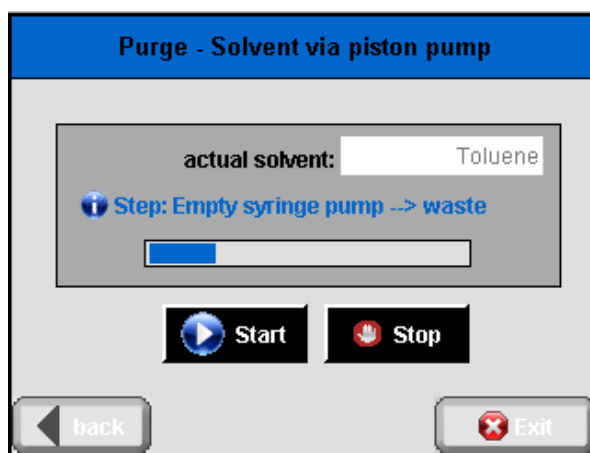 Purge - Solvent via piston pump
actual solvent: Toluene
Step: Empty syringe pump --> waste
Start Stop
back Exit